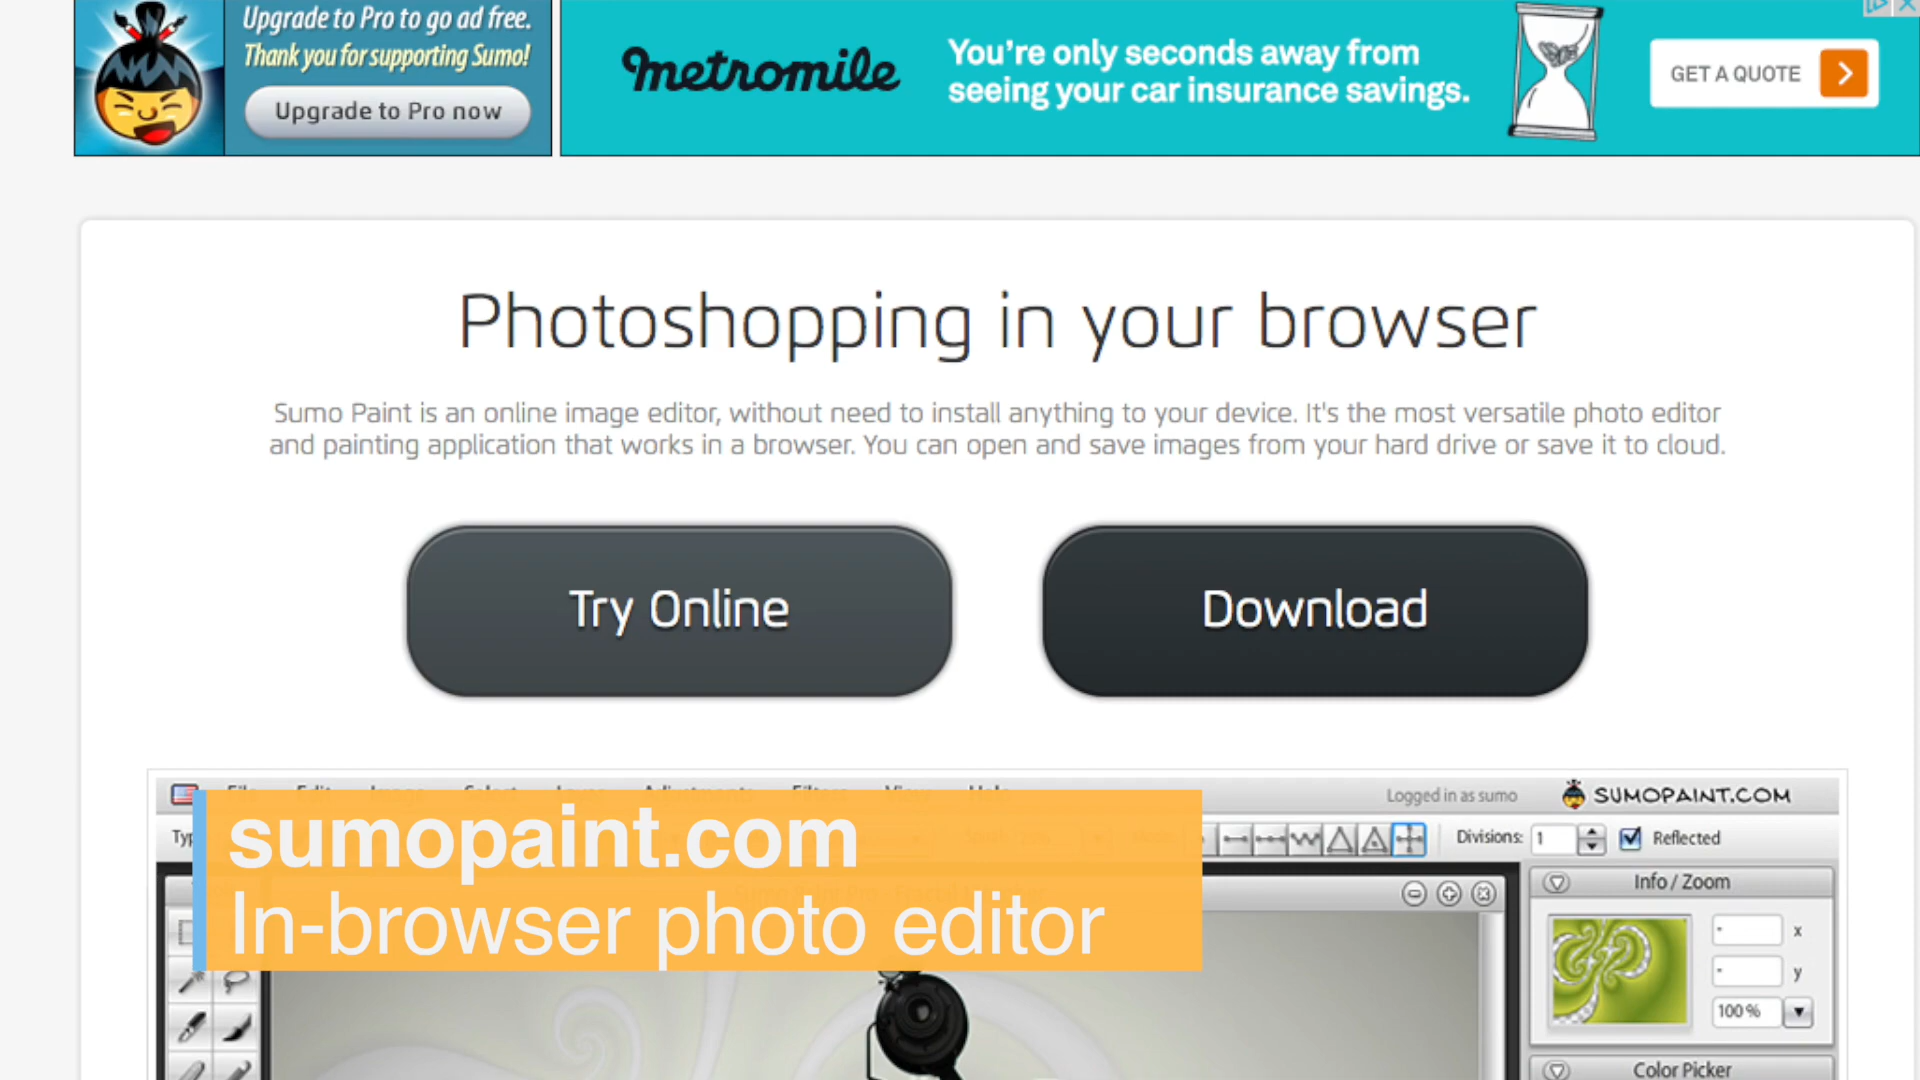 Upgrade to Pro to go ad free.
Thank you for supporting Sumo!
Upgrade to Pro now
metromile
You're only seconds away from
seeing your car insurance savings.
GET A QUOTE
Photoshopping in your browser
Sumo Paint is an online image editor, without need to install anything to your device. It's the most versatile photo editor
and painting application that works in a browser. You can open and save images from your hard drive or save it to cloud.
Try Online
Download
Logged in as sumo
SUMOPAINT.COM
Divisions: 1
Reflected
sumopaint.com
In-browser photo editor
Info / Zoom
x
y
100 %
Color Picker